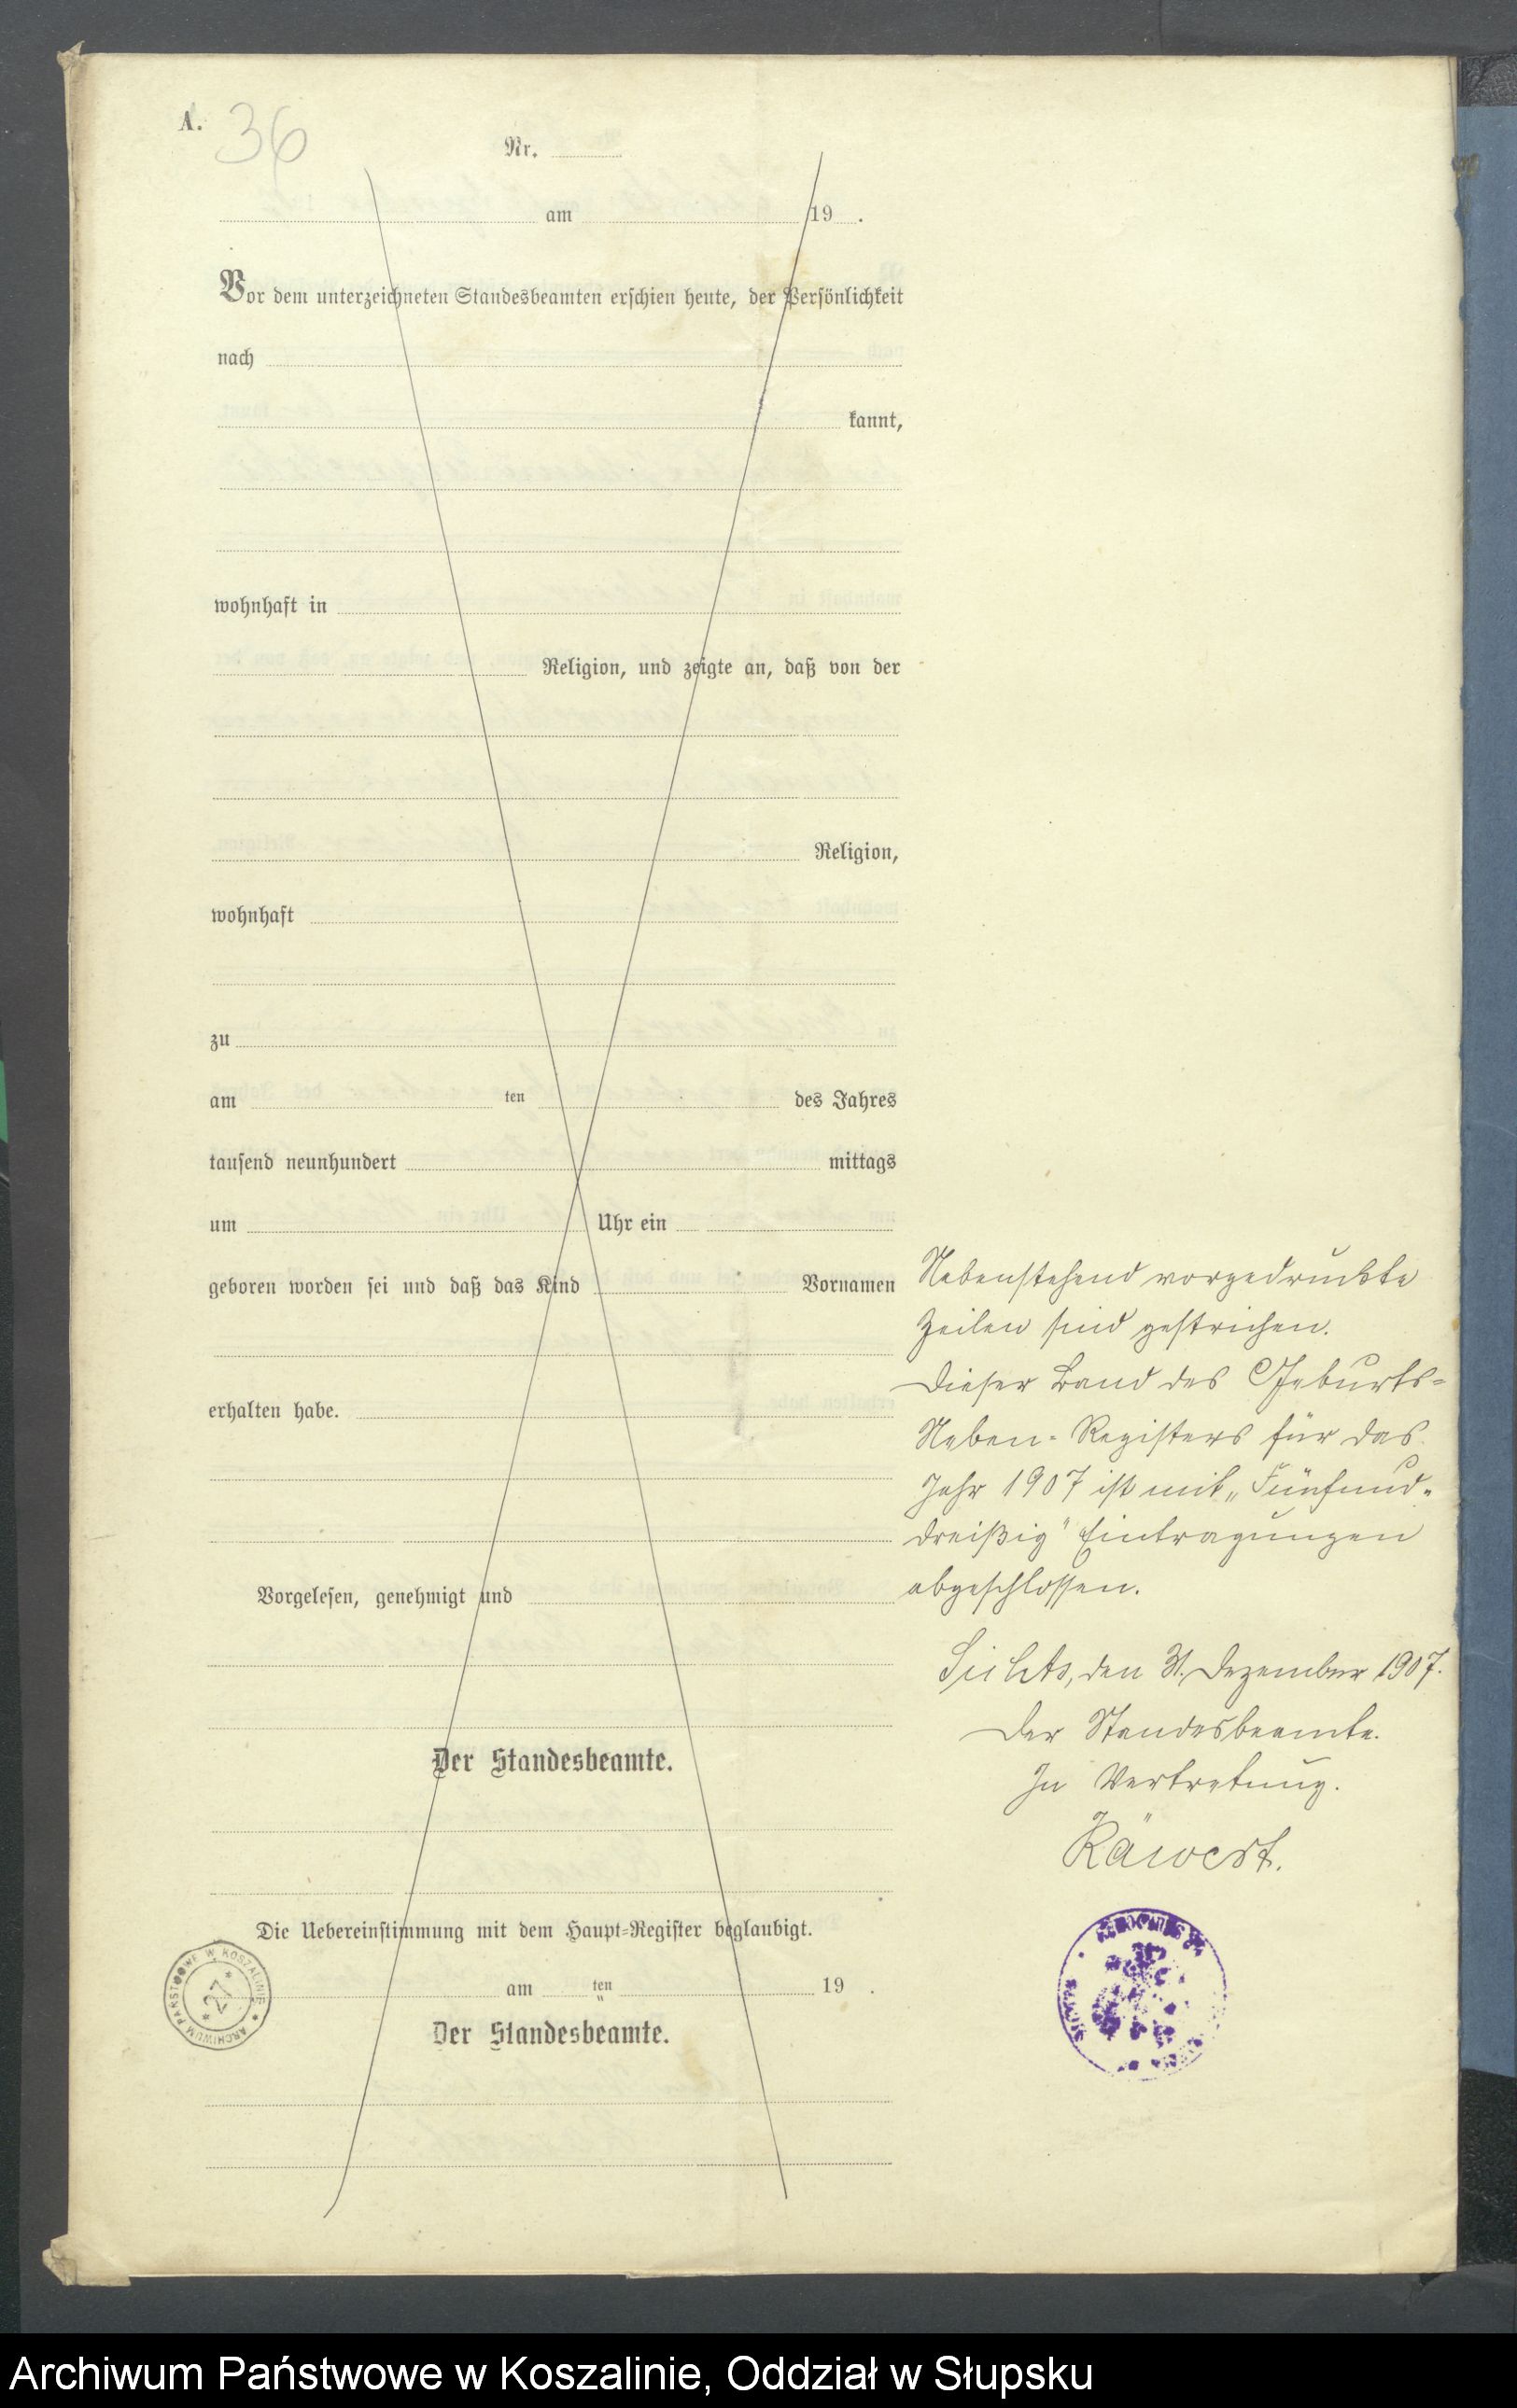 A. 36
Nr.
am 19 .
Vor dem unterzeichneten Standesbeamten erschien heute, der Persönlichkeit
nach
kannt,
wohnhaft in
Religion, und zeigte an, daß von der
Religion,
wohnhaft
zu
am ten des Jahres
tausend neunhundert mittags
um Uhr ein
geboren worden sei und daß das Kind Vornamen
erhalten habe.
Vorgelesen, genehmigt und
Der Standesbeamte.
Die Uebereinstimmung mit dem Haupt=Register beglaubigt.
am ten 19 .
Der Standesbeamte.
Nebenstehend vorgedruckte
Zeilen sind gestrichen.
Dieser Band des Geburts=
Neben=Registers für das
Jahr 1907 ist mit „Fünfund=
dreißig" Eintragungen
abgeschlossen.
den 31. Dezember 1907.
Der Standesbeamte.
In Vertretung.
Räwert.
ARCHIWUM PAŃSTWOWE W KOSZALINIE
27
Archiwum Państwowe w Koszalinie, Oddział w Słupsku